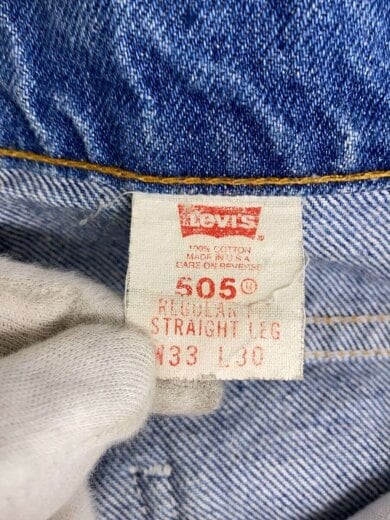 Levi's
100% COTTON
MADE IN U.S.A
CARE ON REVERSE
505®
REGULAR
STRAIGHT LEG
W33 L30